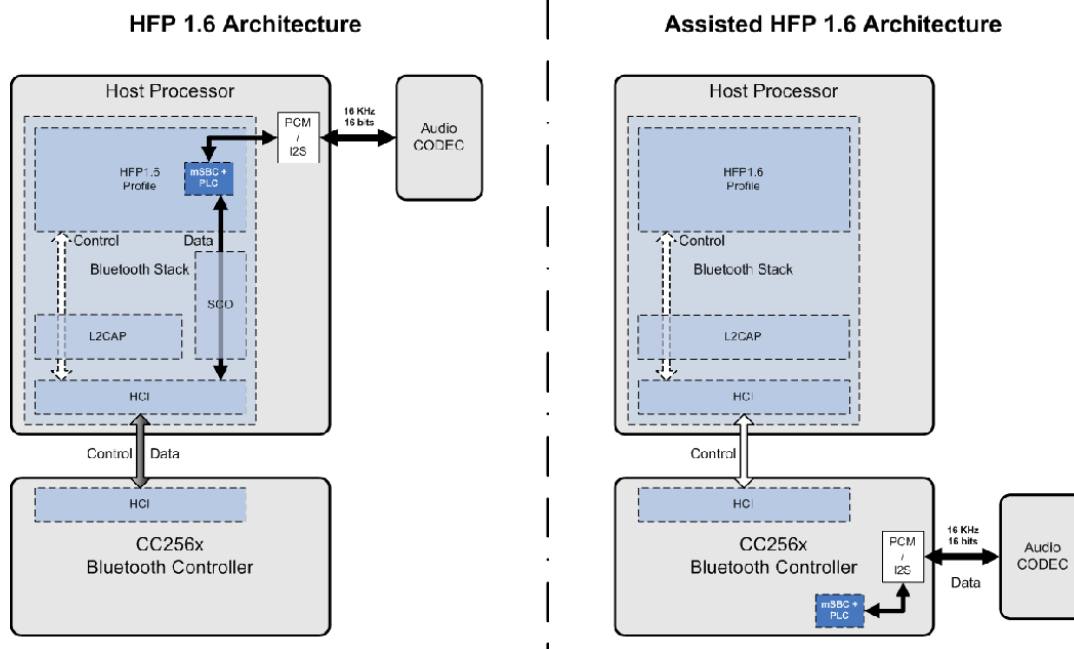 HFP 1.6 Architecture
Host Processor
HFP1.6
Profile
mSBC +
PLC
PCM
/
I2S
16 KHz
16 bits
Audio
CODEC
Control
Data
Bluetooth Stack
SCO
L2CAP
HCI
Control
Data
HCI
CC256x
Bluetooth Controller
Assisted HFP 1.6 Architecture
Host Processor
HFP1.6
Profile
Control
Bluetooth Stack
L2CAP
HCI
Control
HCI
CC256x
Bluetooth Controller
PCM
/
I2S
mSBC +
PLC
16 KHz
16 bits
Data
Audio
CODEC